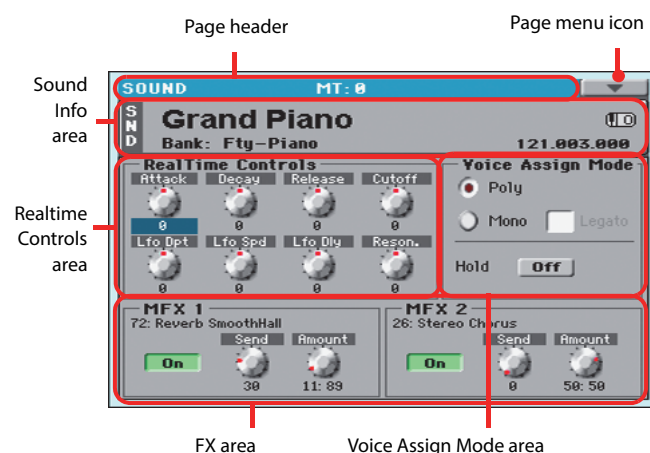 Page header
Page menu icon
Sound
Info
area
SOUND MT: 0
SND
Grand Piano
Bank: Fty-Piano 121.003.000
Realtime
Controls
area
RealTime Controls
Attack Decay Release Cutoff
0 0 0 0
Lfo Dpt Lfo Spd Lfo Dly Reson.
0 0 0 0
Voice Assign Mode
Poly
Mono Legato
Hold Off
MFX 1
72: Reverb SmoothHall
Send Amount
On
30 11: 89
MFX 2
26: Stereo Chorus
Send Amount
On
0 50: 50
FX area
Voice Assign Mode area